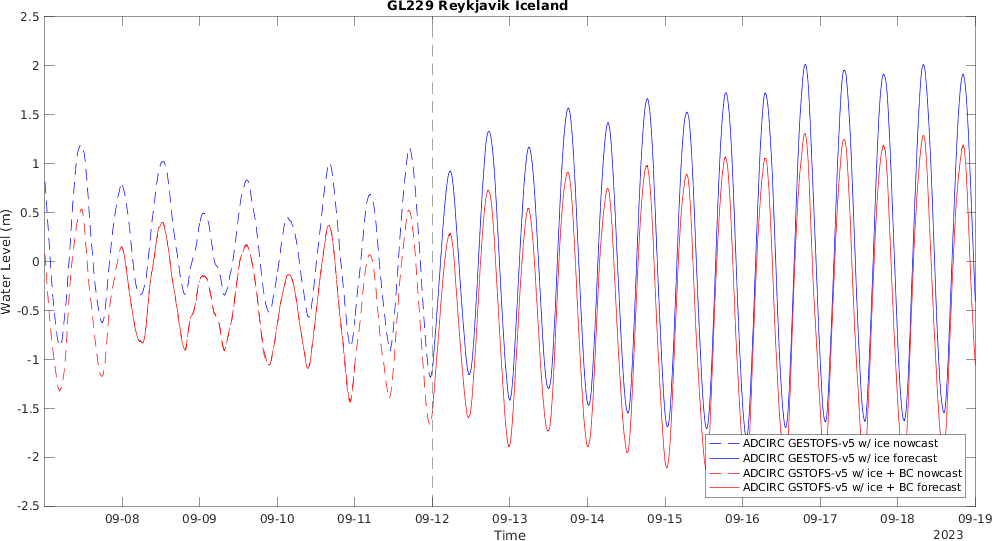 GL229 Reykjavik Iceland
2.5
2
1.5
1
0.5
0
-0.5
-1
-1.5
-2
-2.5
Water Level (m)
ADCIRC GESTOFS-v5 w/ ice nowcast
ADCIRC GESTOFS-v5 w/ ice forecast
ADCIRC GSTOFS-v5 w/ ice + BC nowcast
ADCIRC GSTOFS-v5 w/ ice + BC forecast
09-08 09-09 09-10 09-11 09-12 09-13 09-14 09-15 09-16 09-17 09-18 09-19
Time
2023